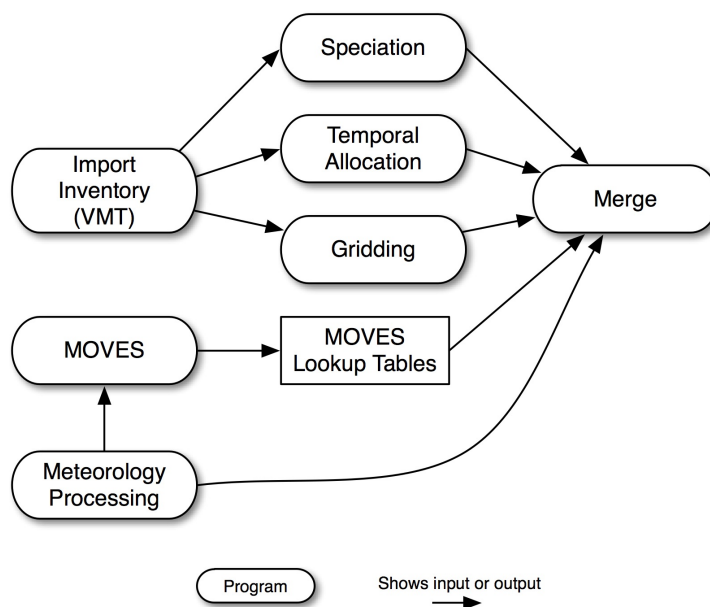 Speciation
Import
Inventory
(VMT)
Temporal
Allocation
Merge
Gridding
MOVES
MOVES
Lookup Tables
Meteorology
Processing
Program
Shows input or output